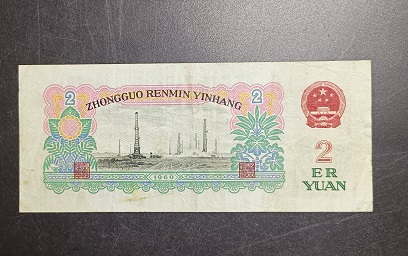 2
ZHONGGUO RENMIN YINHANG
2
1960
2
ER
YUAN